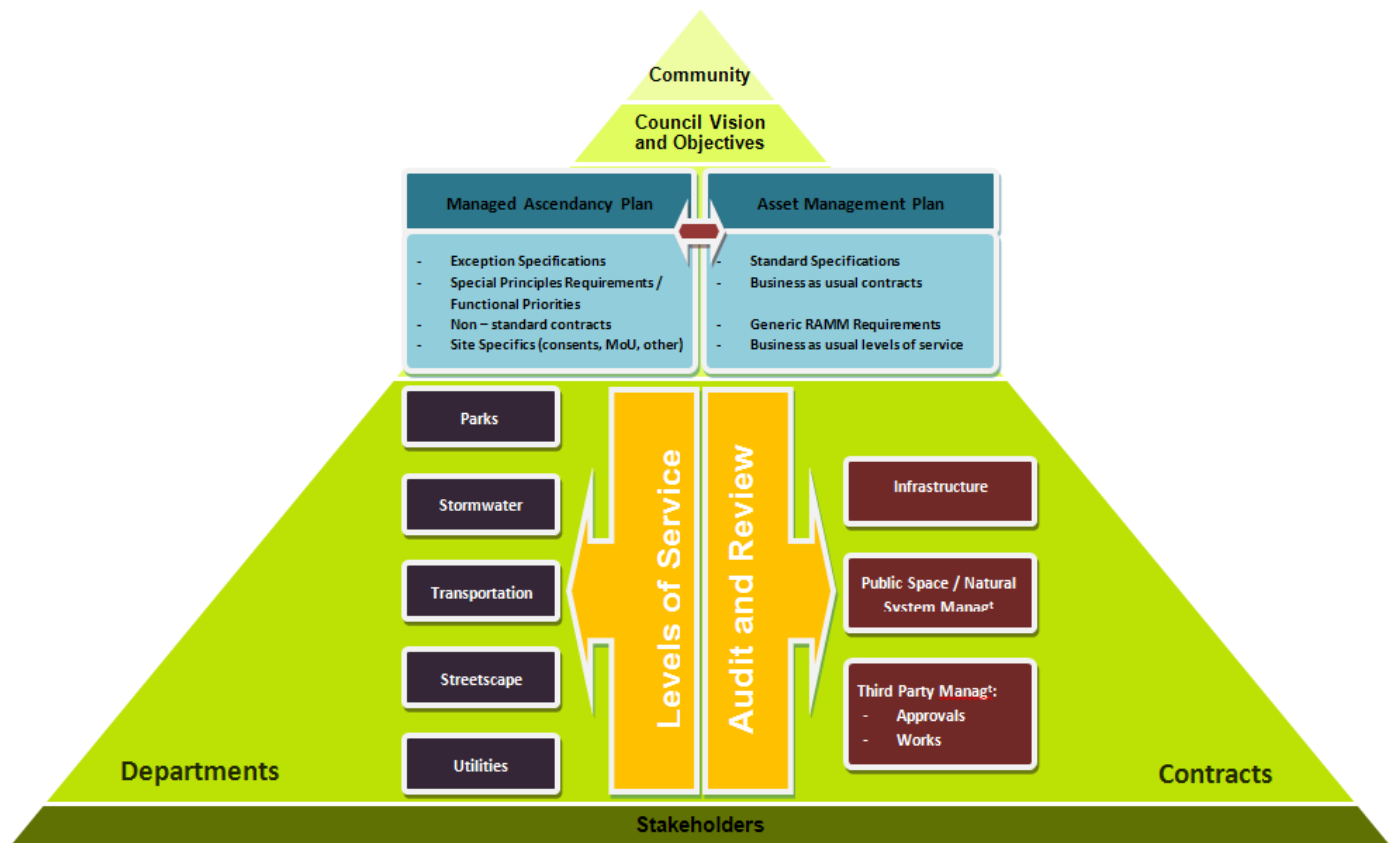 Community
Council Vision
and Objectives
Managed Ascendancy Plan
- Exception Specifications
- Special Principles Requirements /
Functional Priorities
- Non – standard contracts
- Site Specifics (consents, MoU, other)
Asset Management Plan
- Standard Specifications
- Business as usual contracts
- Generic RAMM Requirements
- Business as usual levels of service
Parks
Stormwater
Transportation
Streetscape
Utilities
Departments
Levels of Service
Audit and Review
Infrastructure
Public Space / Natural
System Managᵗ
Third Party Managᵗ:
- Approvals
- Works
Contracts
Stakeholders